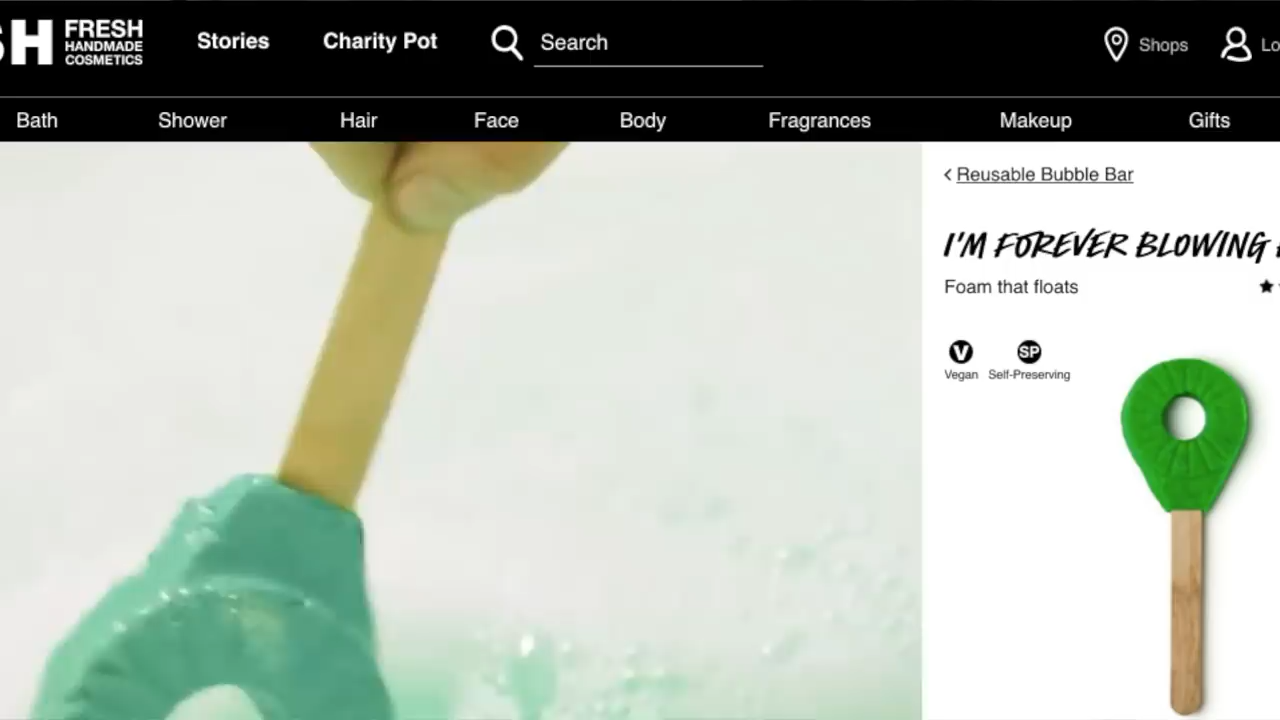 H FRESH
HANDMADE
COSMETICS
Stories
Charity Pot
Search
Shops
Bath
Shower
Hair
Face
Body
Fragrances
Makeup
Gifts
< Reusable Bubble Bar
I'M FOREVER BLOWING
Foam that floats
V
Vegan
SP
Self-Preserving